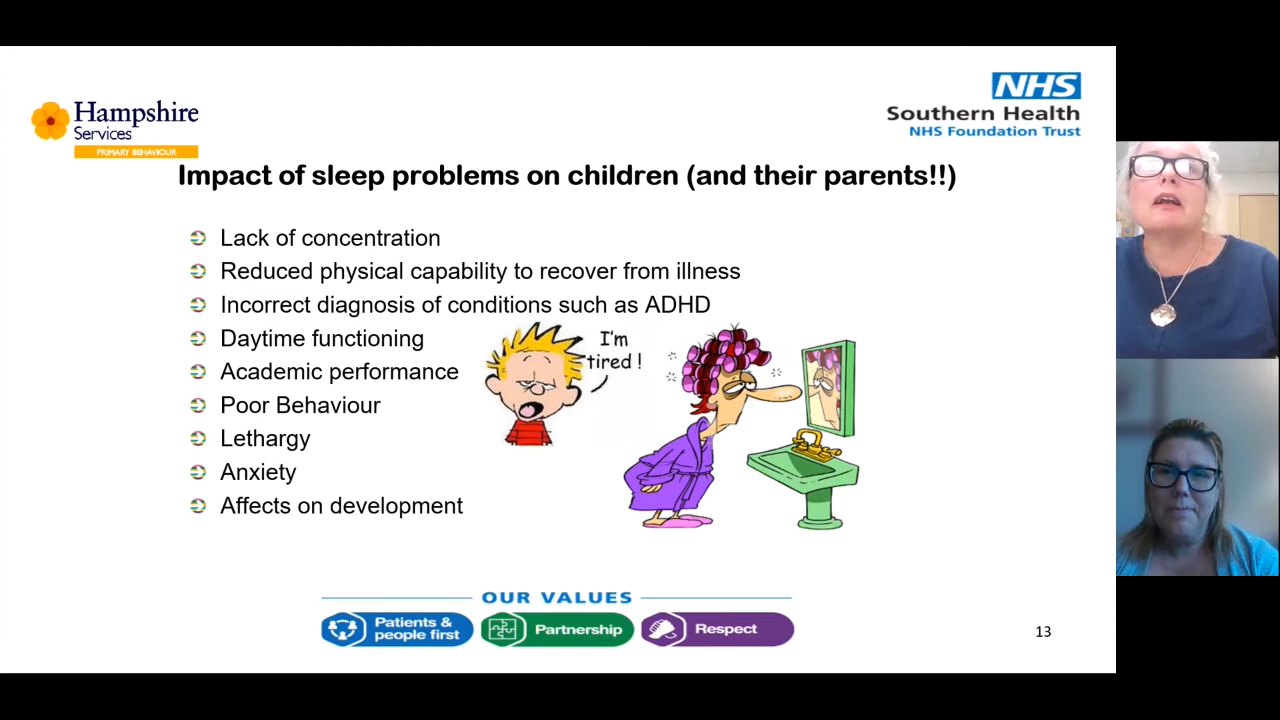 Hampshire
Services
PRIMARY BEHAVIOUR
NHS
Southern Health
NHS Foundation Trust
Impact of sleep problems on children (and their parents!!)
Lack of concentration
Reduced physical capability to recover from illness
Incorrect diagnosis of conditions such as ADHD
Daytime functioning
Academic performance
Poor Behaviour
Lethargy
Anxiety
Affects on development
I'm
tired !
OUR VALUES
Patients &
people first
Partnership
Respect
13